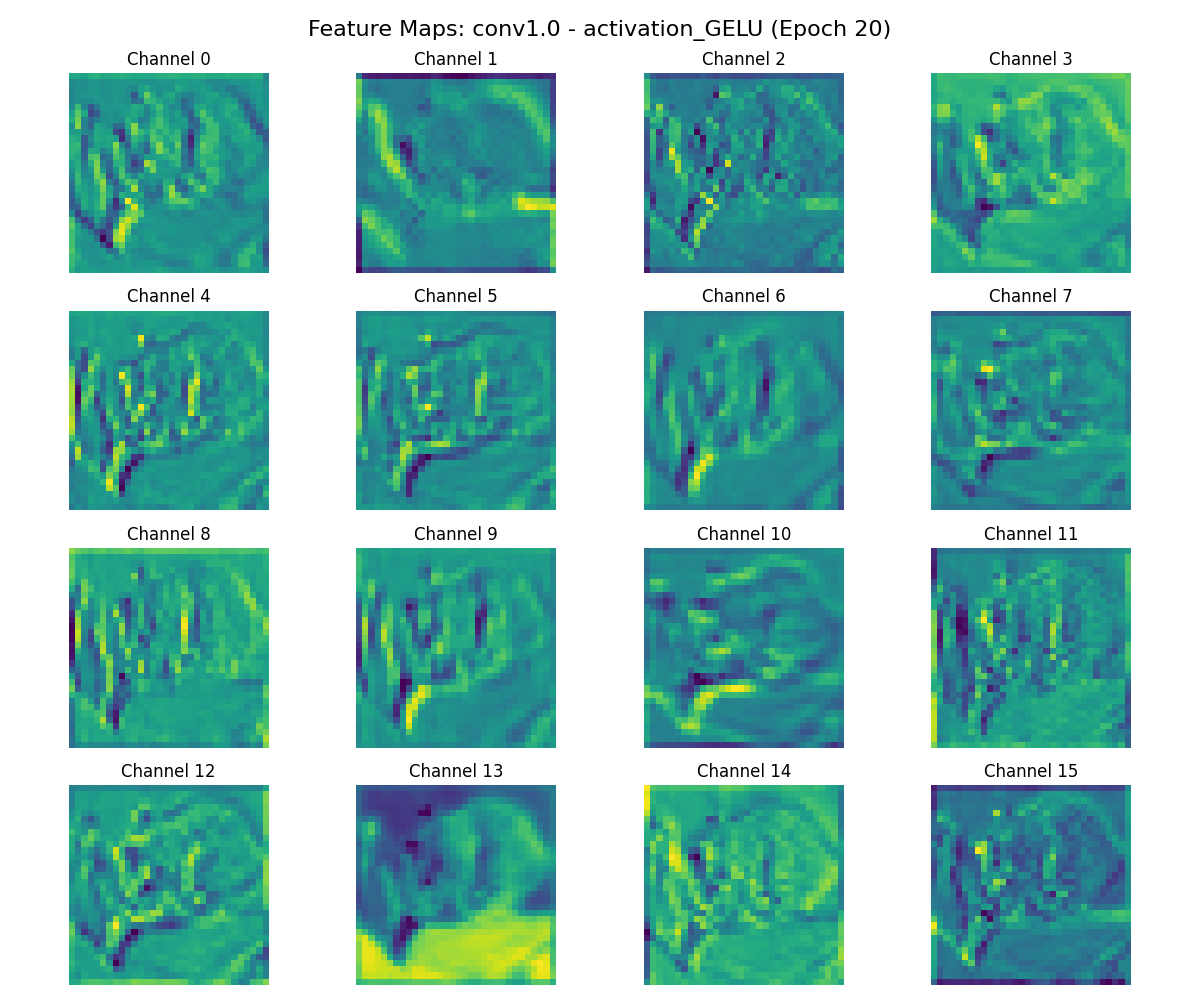 Feature Maps: conv1.0 - activation_GELU (Epoch 20)
Channel 0
Channel 1
Channel 2
Channel 3
Channel 4
Channel 5
Channel 6
Channel 7
Channel 8
Channel 9
Channel 10
Channel 11
Channel 12
Channel 13
Channel 14
Channel 15